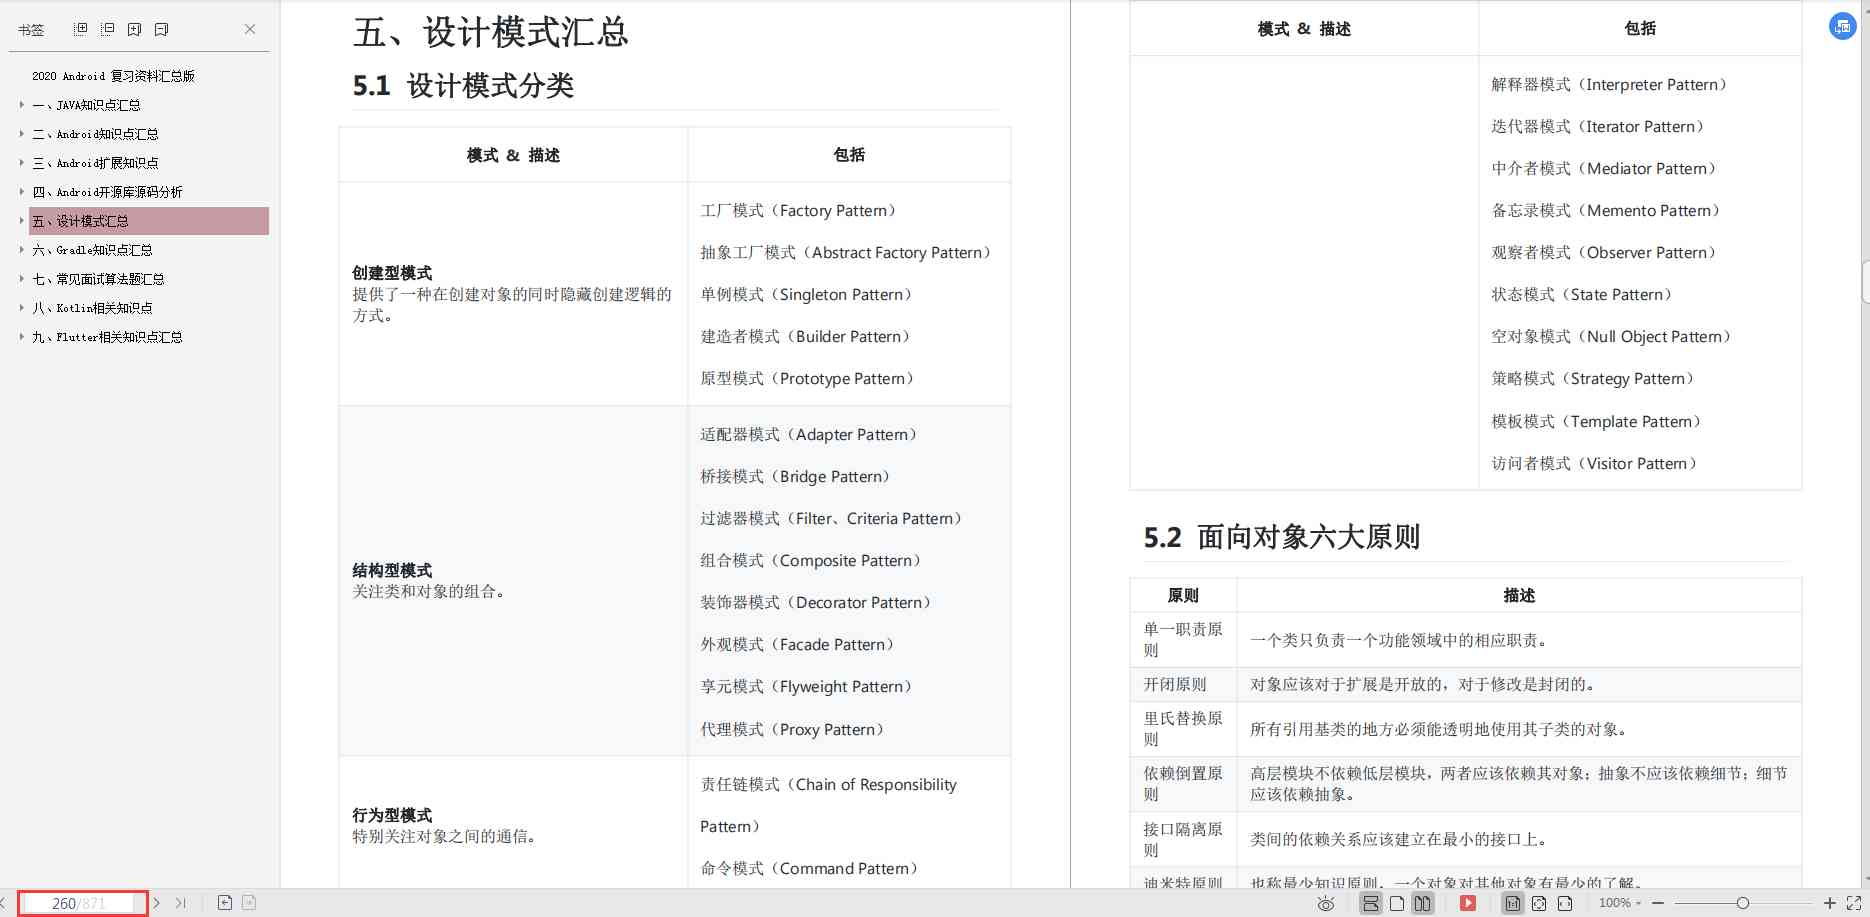 书签
2020 Android 复习资料汇总版
一、JAVA知识点汇总
二、Android知识点汇总
三、Android扩展知识点
四、Android开源库源码分析
五、设计模式汇总
六、Gradle知识点汇总
七、常见面试算法题汇总
八、Kotlin相关知识点
九、Flutter相关知识点汇总
五、设计模式汇总
5.1 设计模式分类
模式 & 描述
包括
创建型模式
提供了一种在创建对象的同时隐藏创建逻辑的
方式。
工厂模式（Factory Pattern）
抽象工厂模式（Abstract Factory Pattern）
单例模式（Singleton Pattern）
建造者模式（Builder Pattern）
原型模式（Prototype Pattern）
结构型模式
关注类和对象的组合。
适配器模式（Adapter Pattern）
桥接模式（Bridge Pattern）
过滤器模式（Filter、Criteria Pattern）
组合模式（Composite Pattern）
装饰器模式（Decorator Pattern）
外观模式（Facade Pattern）
享元模式（Flyweight Pattern）
代理模式（Proxy Pattern）
行为型模式
特别关注对象之间的通信。
责任链模式（Chain of Responsibility
Pattern）
命令模式（Command Pattern）
模式 & 描述
包括
解释器模式（Interpreter Pattern）
迭代器模式（Iterator Pattern）
中介者模式（Mediator Pattern）
备忘录模式（Memento Pattern）
观察者模式（Observer Pattern）
状态模式（State Pattern）
空对象模式（Null Object Pattern）
策略模式（Strategy Pattern）
模板模式（Template Pattern）
访问者模式（Visitor Pattern）
5.2 面向对象六大原则
原则
描述
单一职责原
则
一个类只负责一个功能领域中的相应职责。
开闭原则
对象应该对于扩展是开放的，对于修改是封闭的。
里氏替换原
则
所有引用基类的地方必须能透明地使用其子类的对象。
依赖倒置原
则
高层模块不依赖低层模块，两者应该依赖其对象；抽象不应该依赖细节；细节
应该依赖抽象。
接口隔离原
则
类间的依赖关系应该建立在最小的接口上。
迪米特原则
也称最少知识原则，一个对象对其他对象有最少的了解。
260/871
100%